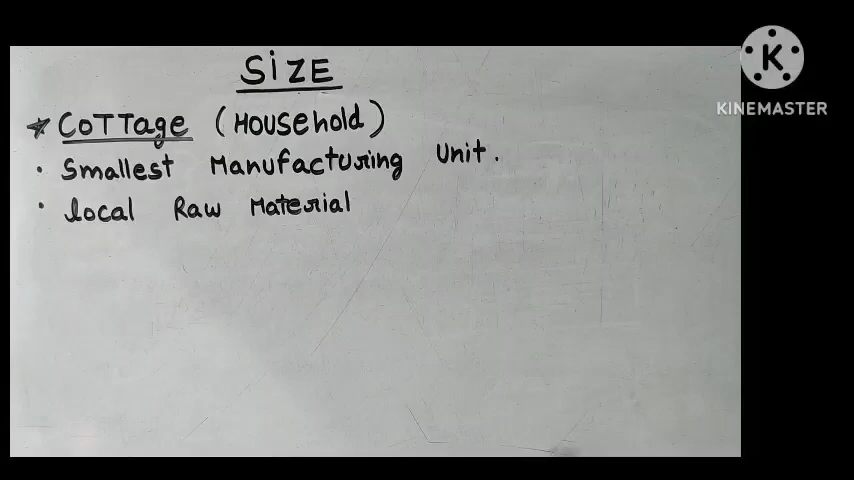 SiZE
K
KINEMASTER
* CoTTage (HOUSehold)
• Smallest Manufacturing Unit.
• local Raw Material